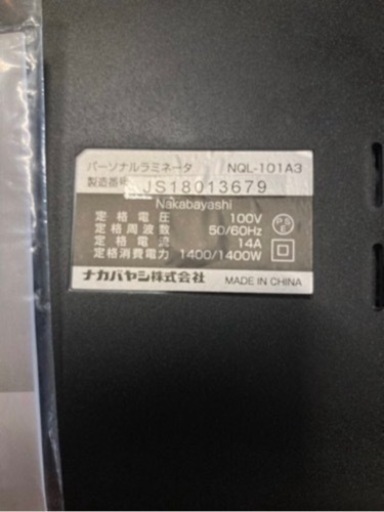 パーソナルラミネータ NQL-101A3
製造番号 JS18013679
Nakabayashi
定格電圧 100V
定格周波数 50/60Hz
定格電流 14A
定格消費電力 1400/1400W
ナカバヤシ株式会社 MADE IN CHINA